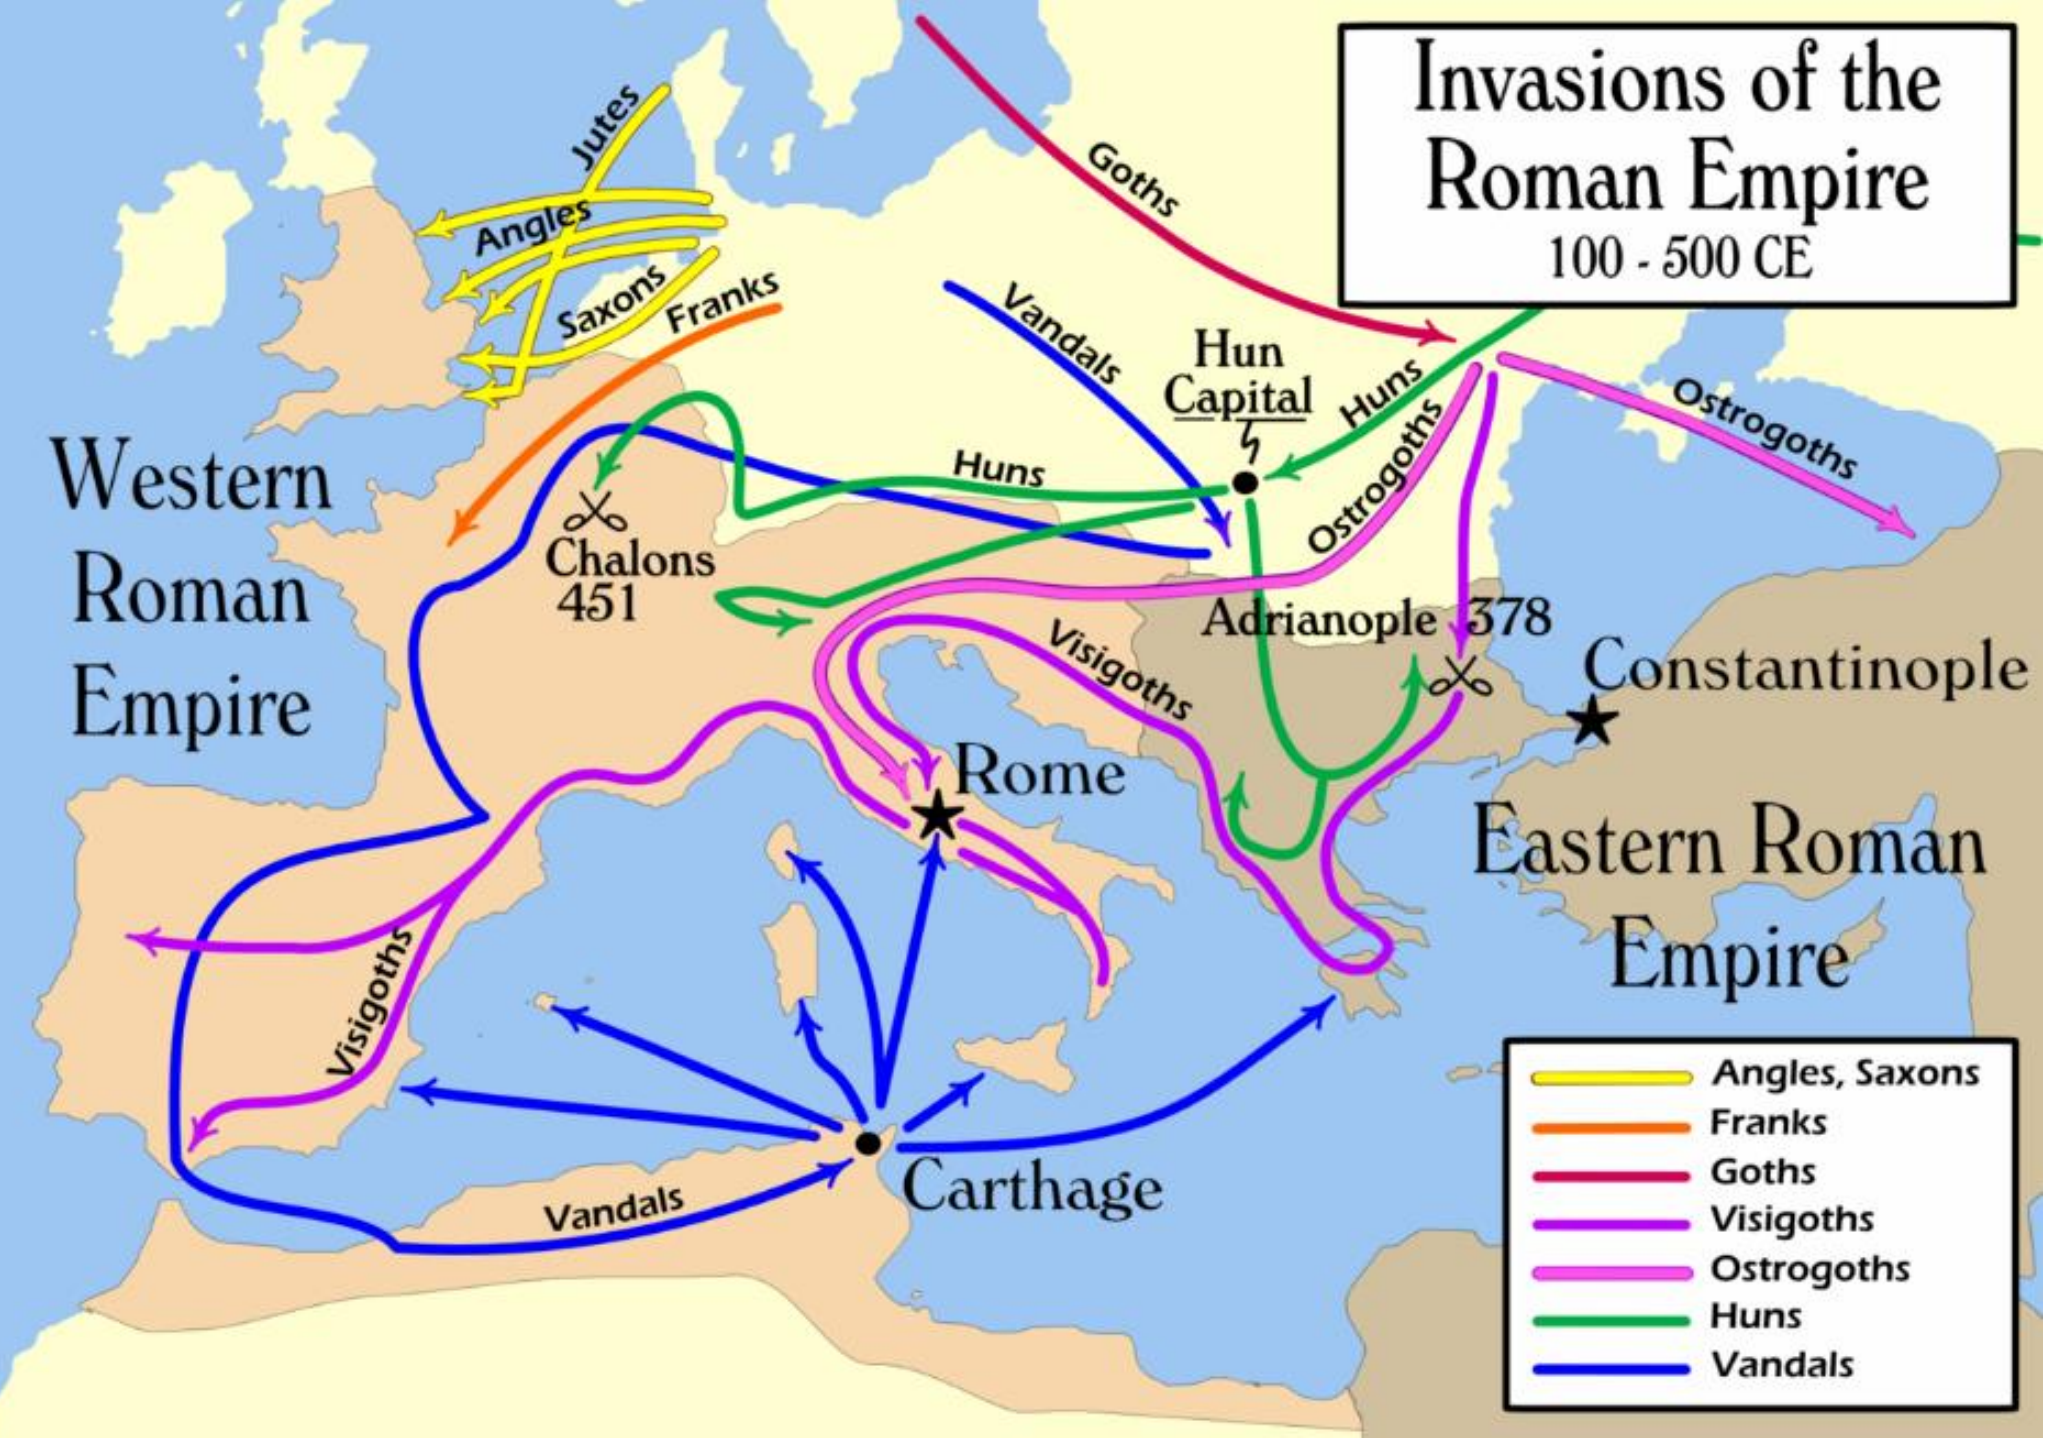 Invasions of the
Roman Empire
100 - 500 CE
Jutes
Angles
Saxons
Franks
Goths
Vandals
Hun
Capital
Huns
Ostrogoths
Ostrogoths
Huns
Western
Roman
Empire
Chalons
451
Adrianople 378
Constantinople
Visigoths
Rome
Eastern Roman
Empire
Visigoths
Carthage
Vandals
Angles, Saxons
Franks
Goths
Visigoths
Ostrogoths
Huns
Vandals